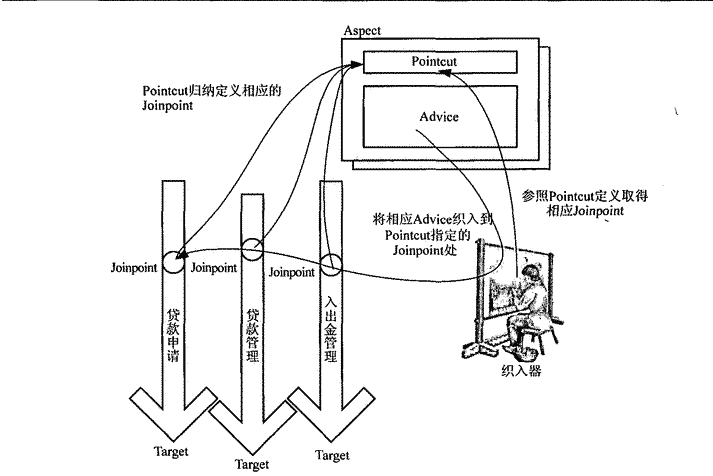 Aspect
Pointcut
Pointcut归纳定义相应的
Joinpoint
Advice
参照Pointcut定义取得
相应Joinpoint
将相应Advice织入到
Pointcut指定的
Joinpoint处
Joinpoint
Joinpoint
Joinpoint
贷款申请
贷款管理
入出金管理
织入器
Target
Target
Target